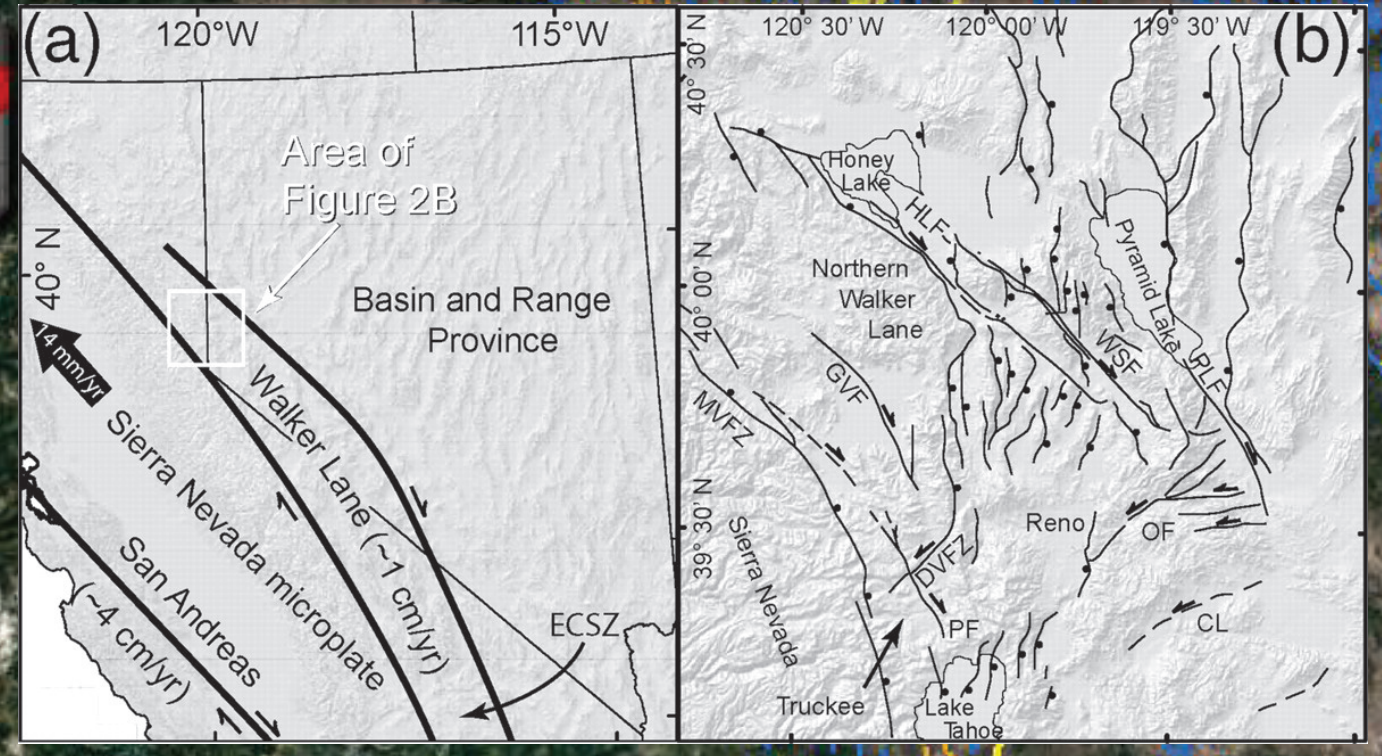 (a)
120°W
115°W
Area of
Figure 2B
40° N
Basin and Range
Province
14 mm/yr
Walker Lane (~1 cm/yr)
Sierra Nevada microplate
San Andreas
(~4 cm/yr)
ECSZ
(b)
120° 30' W
120° 00' W
119° 30' W
40° 30' N
40° 00' N
39° 30' N
Honey
Lake
HLF
Pyramid Lake
Northern
Walker
Lane
WSF
PLF
GVF
MVFZ
Sierra Nevada
Reno
OF
DVFZ
CL
PF
Truckee
Lake
Tahoe